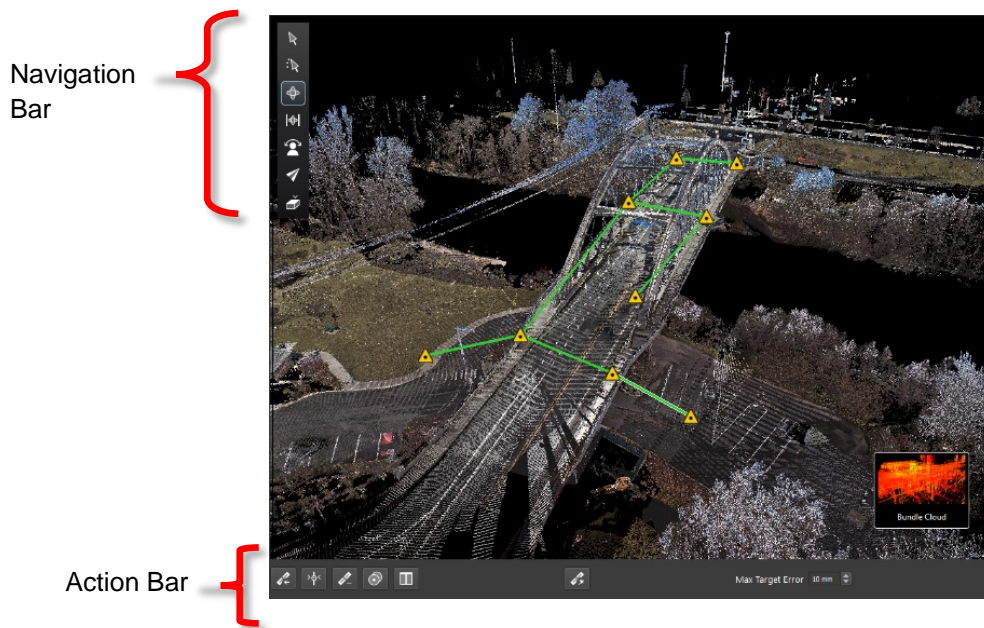 Navigation
Bar
Bundle Cloud
Action Bar
Max Target Error 10 mm